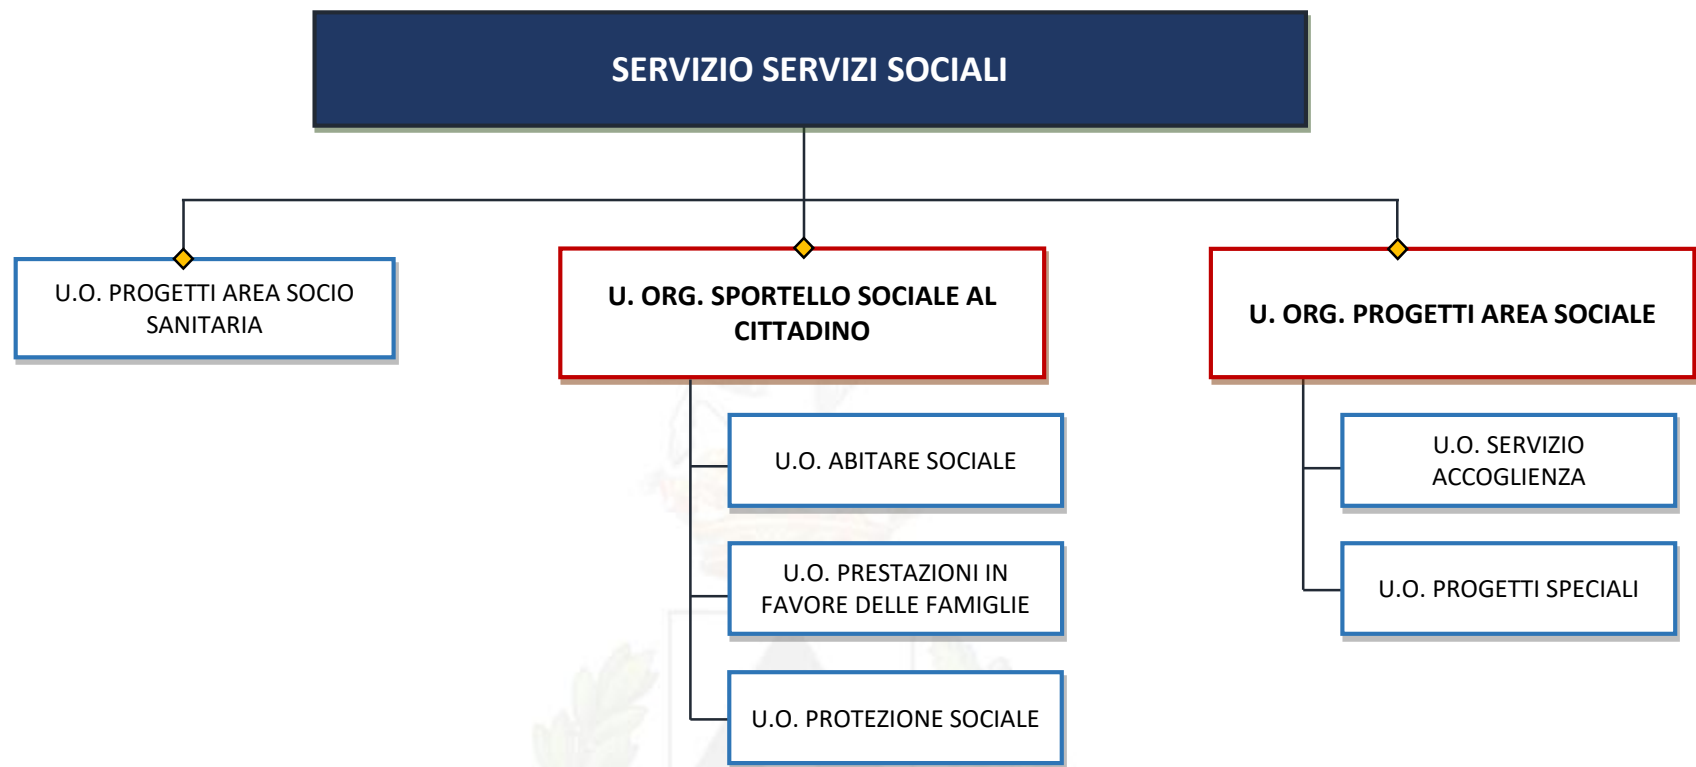 SERVIZIO SERVIZI SOCIALI
U.O. PROGETTI AREA SOCIO
SANITARIA
U. ORG. SPORTELLO SOCIALE AL
CITTADINO
U.O. ABITARE SOCIALE
U.O. PRESTAZIONI IN
FAVORE DELLE FAMIGLIE
U.O. PROTEZIONE SOCIALE
U. ORG. PROGETTI AREA SOCIALE
U.O. SERVIZIO
ACCOGLIENZA
U.O. PROGETTI SPECIALI